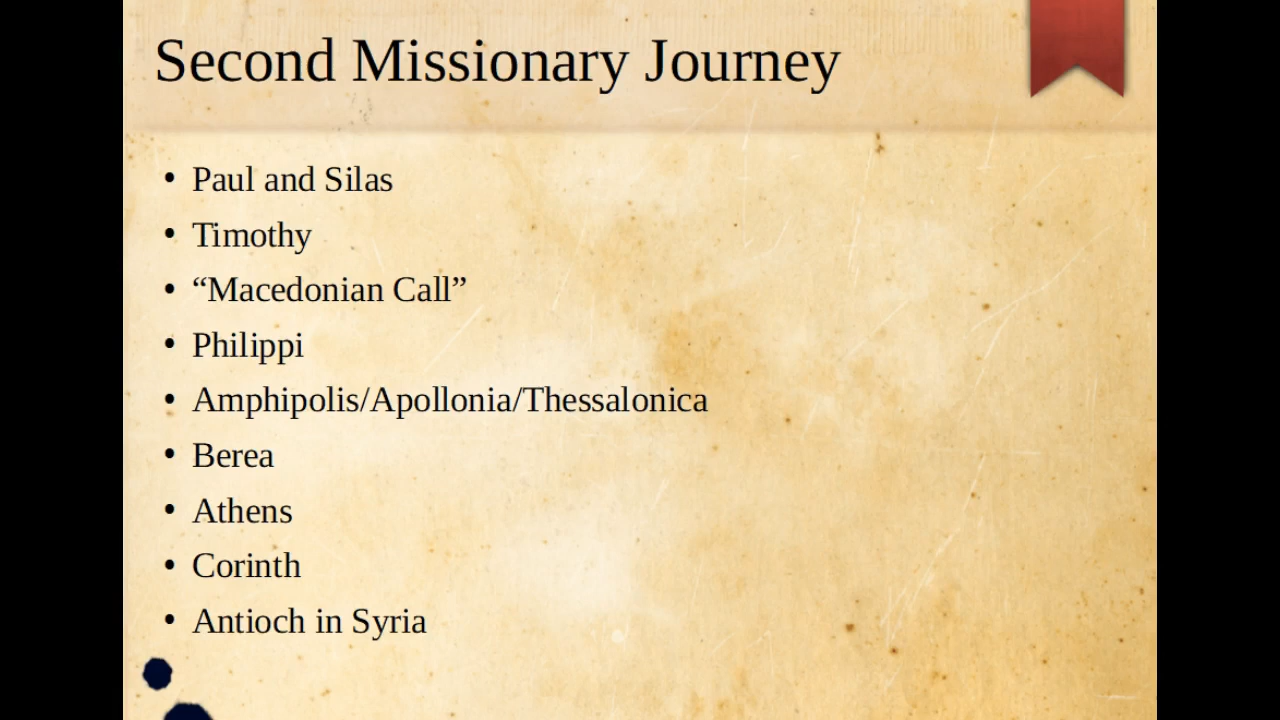 Second Missionary Journey
• Paul and Silas
• Timothy
• “Macedonian Call”
• Philippi
• Amphipolis/Apollonia/Thessalonica
• Berea
• Athens
• Corinth
• Antioch in Syria